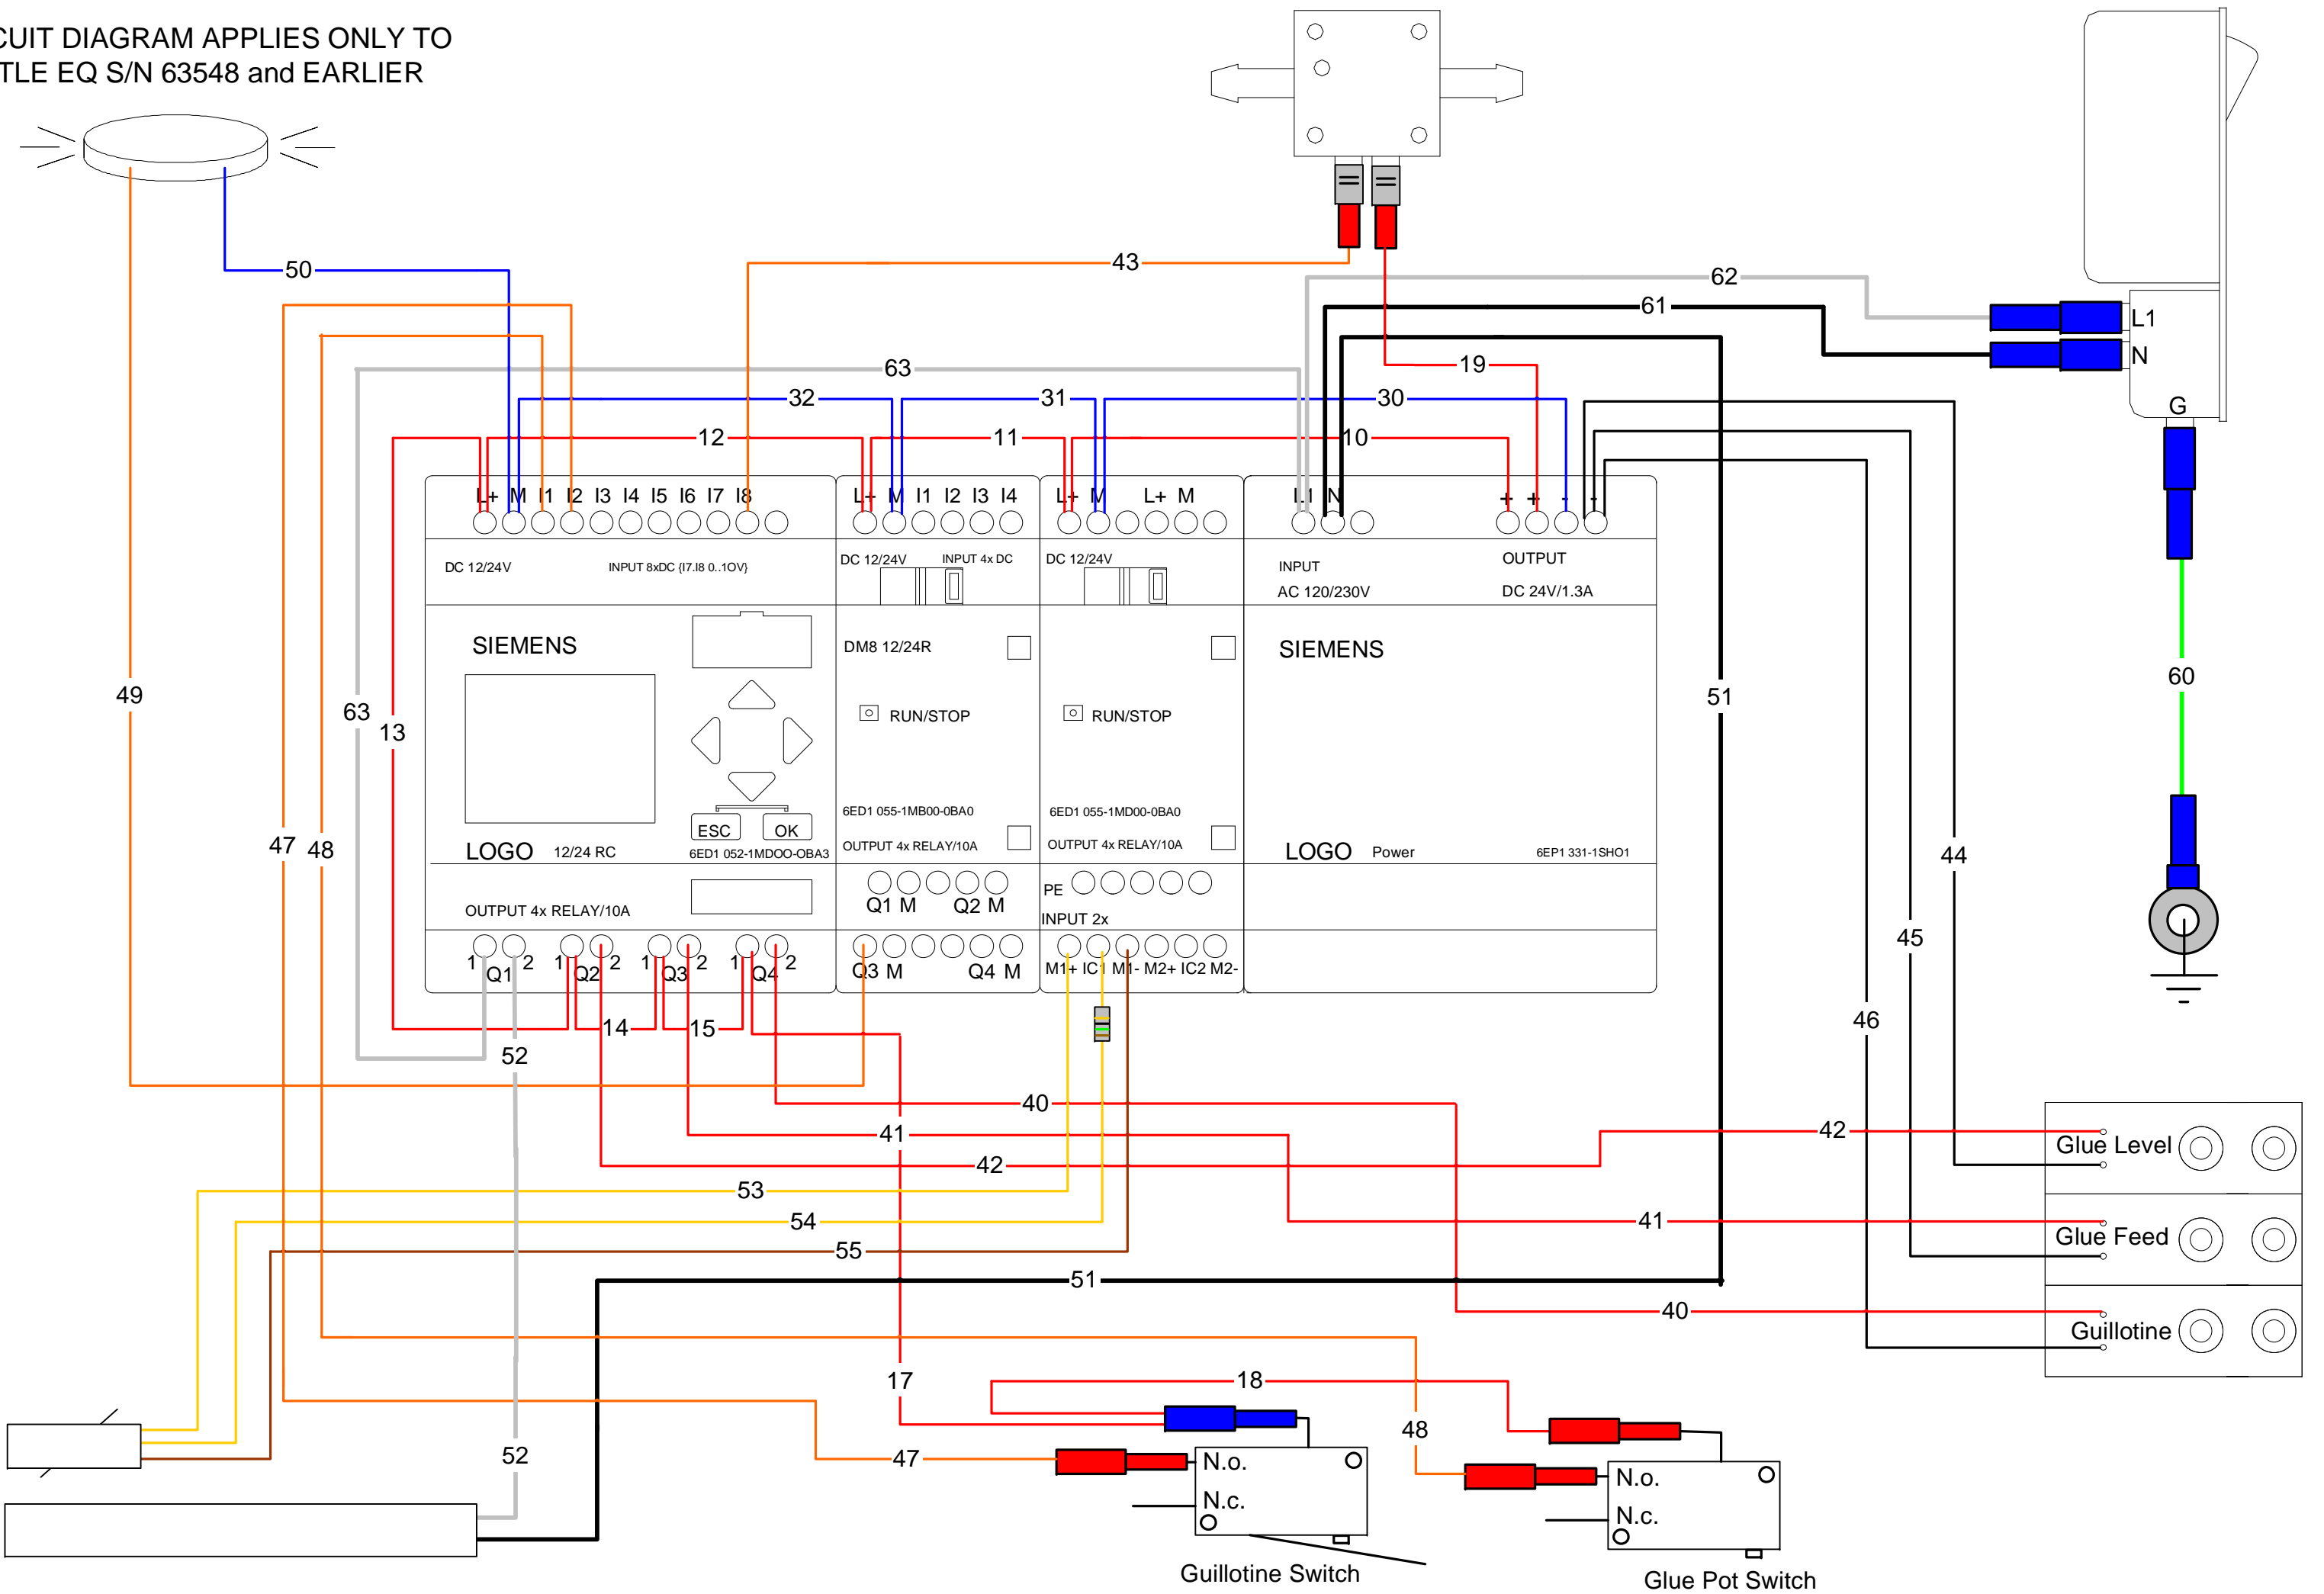 CUIT DIAGRAM APPLIES ONLY TO
TLE EQ S/N 63548 and EARLIER
50
43
62
61
L1
N
G
63
19
32
31
30
12
11
10
L+ M I1 I2 I3 I4 I5 I6 I7 I8
L+ M I1 I2 I3 I4
L+ M L+ M
L1 N
+ + - -
DC 12/24V
INPUT 8xDC {I7.I8 0..1OV}
DC 12/24V
INPUT 4x DC
DC 12/24V
INPUT
AC 120/230V
OUTPUT
DC 24V/1.3A
SIEMENS
DM8 12/24R
SIEMENS
49
63
13
RUN/STOP
RUN/STOP
51
60
47
48
6ED1 055-1MB00-0BA0
6ED1 055-1MD00-0BA0
ESC
OK
LOGO 12/24 RC
6ED1 052-1MDOO-OBA3
OUTPUT 4x RELAY/10A
OUTPUT 4x RELAY/10A
LOGO Power
6EP1 331-1SHO1
44
OUTPUT 4x RELAY/10A
Q1 M Q2 M
PE
INPUT 2x
45
1 Q1 2
1 Q2 2
1 Q3 2
1 Q4 2
Q3 M Q4 M
M1+ IC1 M1- M2+ IC2 M2-
46
14
15
52
40
41
42
42
Glue Level
53
54
41
Glue Feed
55
51
40
Guillotine
17
18
48
52
47
N.o.
N.c.
N.o.
N.c.
Guillotine Switch
Glue Pot Switch